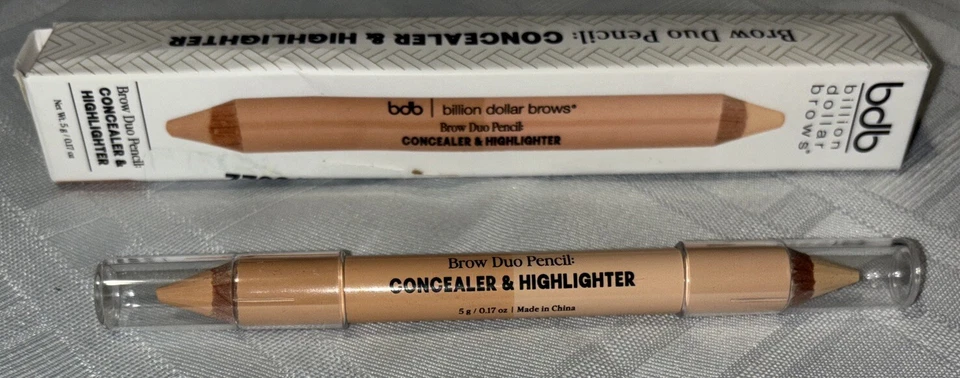 Brow Duo Pencil: CONCEALER & HIGHLIGHTER
Brow Duo Pencil:
CONCEALER &
HIGHLIGHTER
Net Wt. 5 g / 0.17 oz
bdb | billion dollar brows®
Brow Duo Pencil:
CONCEALER & HIGHLIGHTER
bdb
billion
dollar
brows®
Brow Duo Pencil:
CONCEALER & HIGHLIGHTER
5 g / 0.17 oz | Made in China